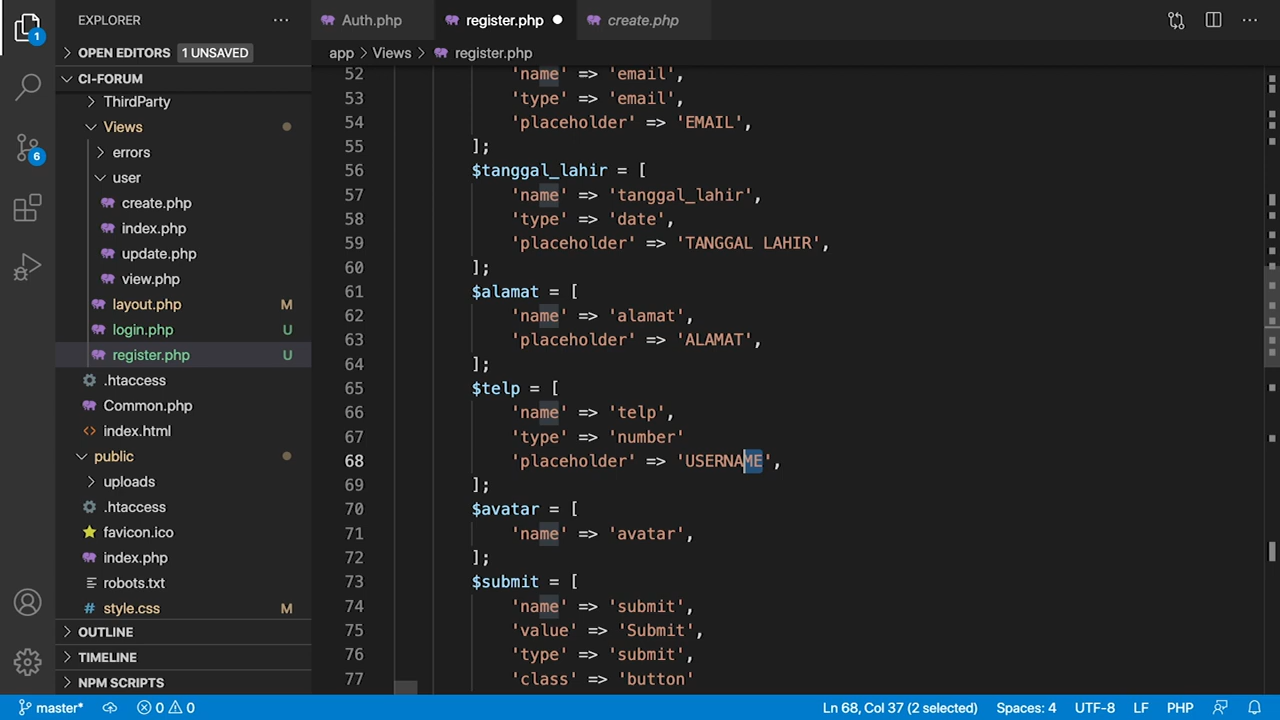 EXPLORER
Auth.php
register.php
create.php
OPEN EDITORS 1 UNSAVED
app > Views > register.php
CI-FORUM
ThirdParty
Views
errors
user
create.php
index.php
update.php
view.php
layout.php M
login.php U
register.php U
.htaccess
Common.php
index.html
public
uploads
.htaccess
favicon.ico
index.php
robots.txt
style.css M
OUTLINE
TIMELINE
NPM SCRIPTS
1
6
52 'name' => 'email',
53 'type' => 'email',
54 'placeholder' => 'EMAIL',
55 ];
56 $tanggal_lahir = [
57 'name' => 'tanggal_lahir',
58 'type' => 'date',
59 'placeholder' => 'TANGGAL LAHIR',
60 ];
61 $alamat = [
62 'name' => 'alamat',
63 'placeholder' => 'ALAMAT',
64 ];
65 $telp = [
66 'name' => 'telp',
67 'type' => 'number'
68 'placeholder' => 'USERNAME',
69 ];
70 $avatar = [
71 'name' => 'avatar',
72 ];
73 $submit = [
74 'name' => 'submit',
75 'value' => 'Submit',
76 'type' => 'submit',
77 'class' => 'button'
master* 0 0 Ln 68, Col 37 (2 selected) Spaces: 4 UTF-8 LF PHP